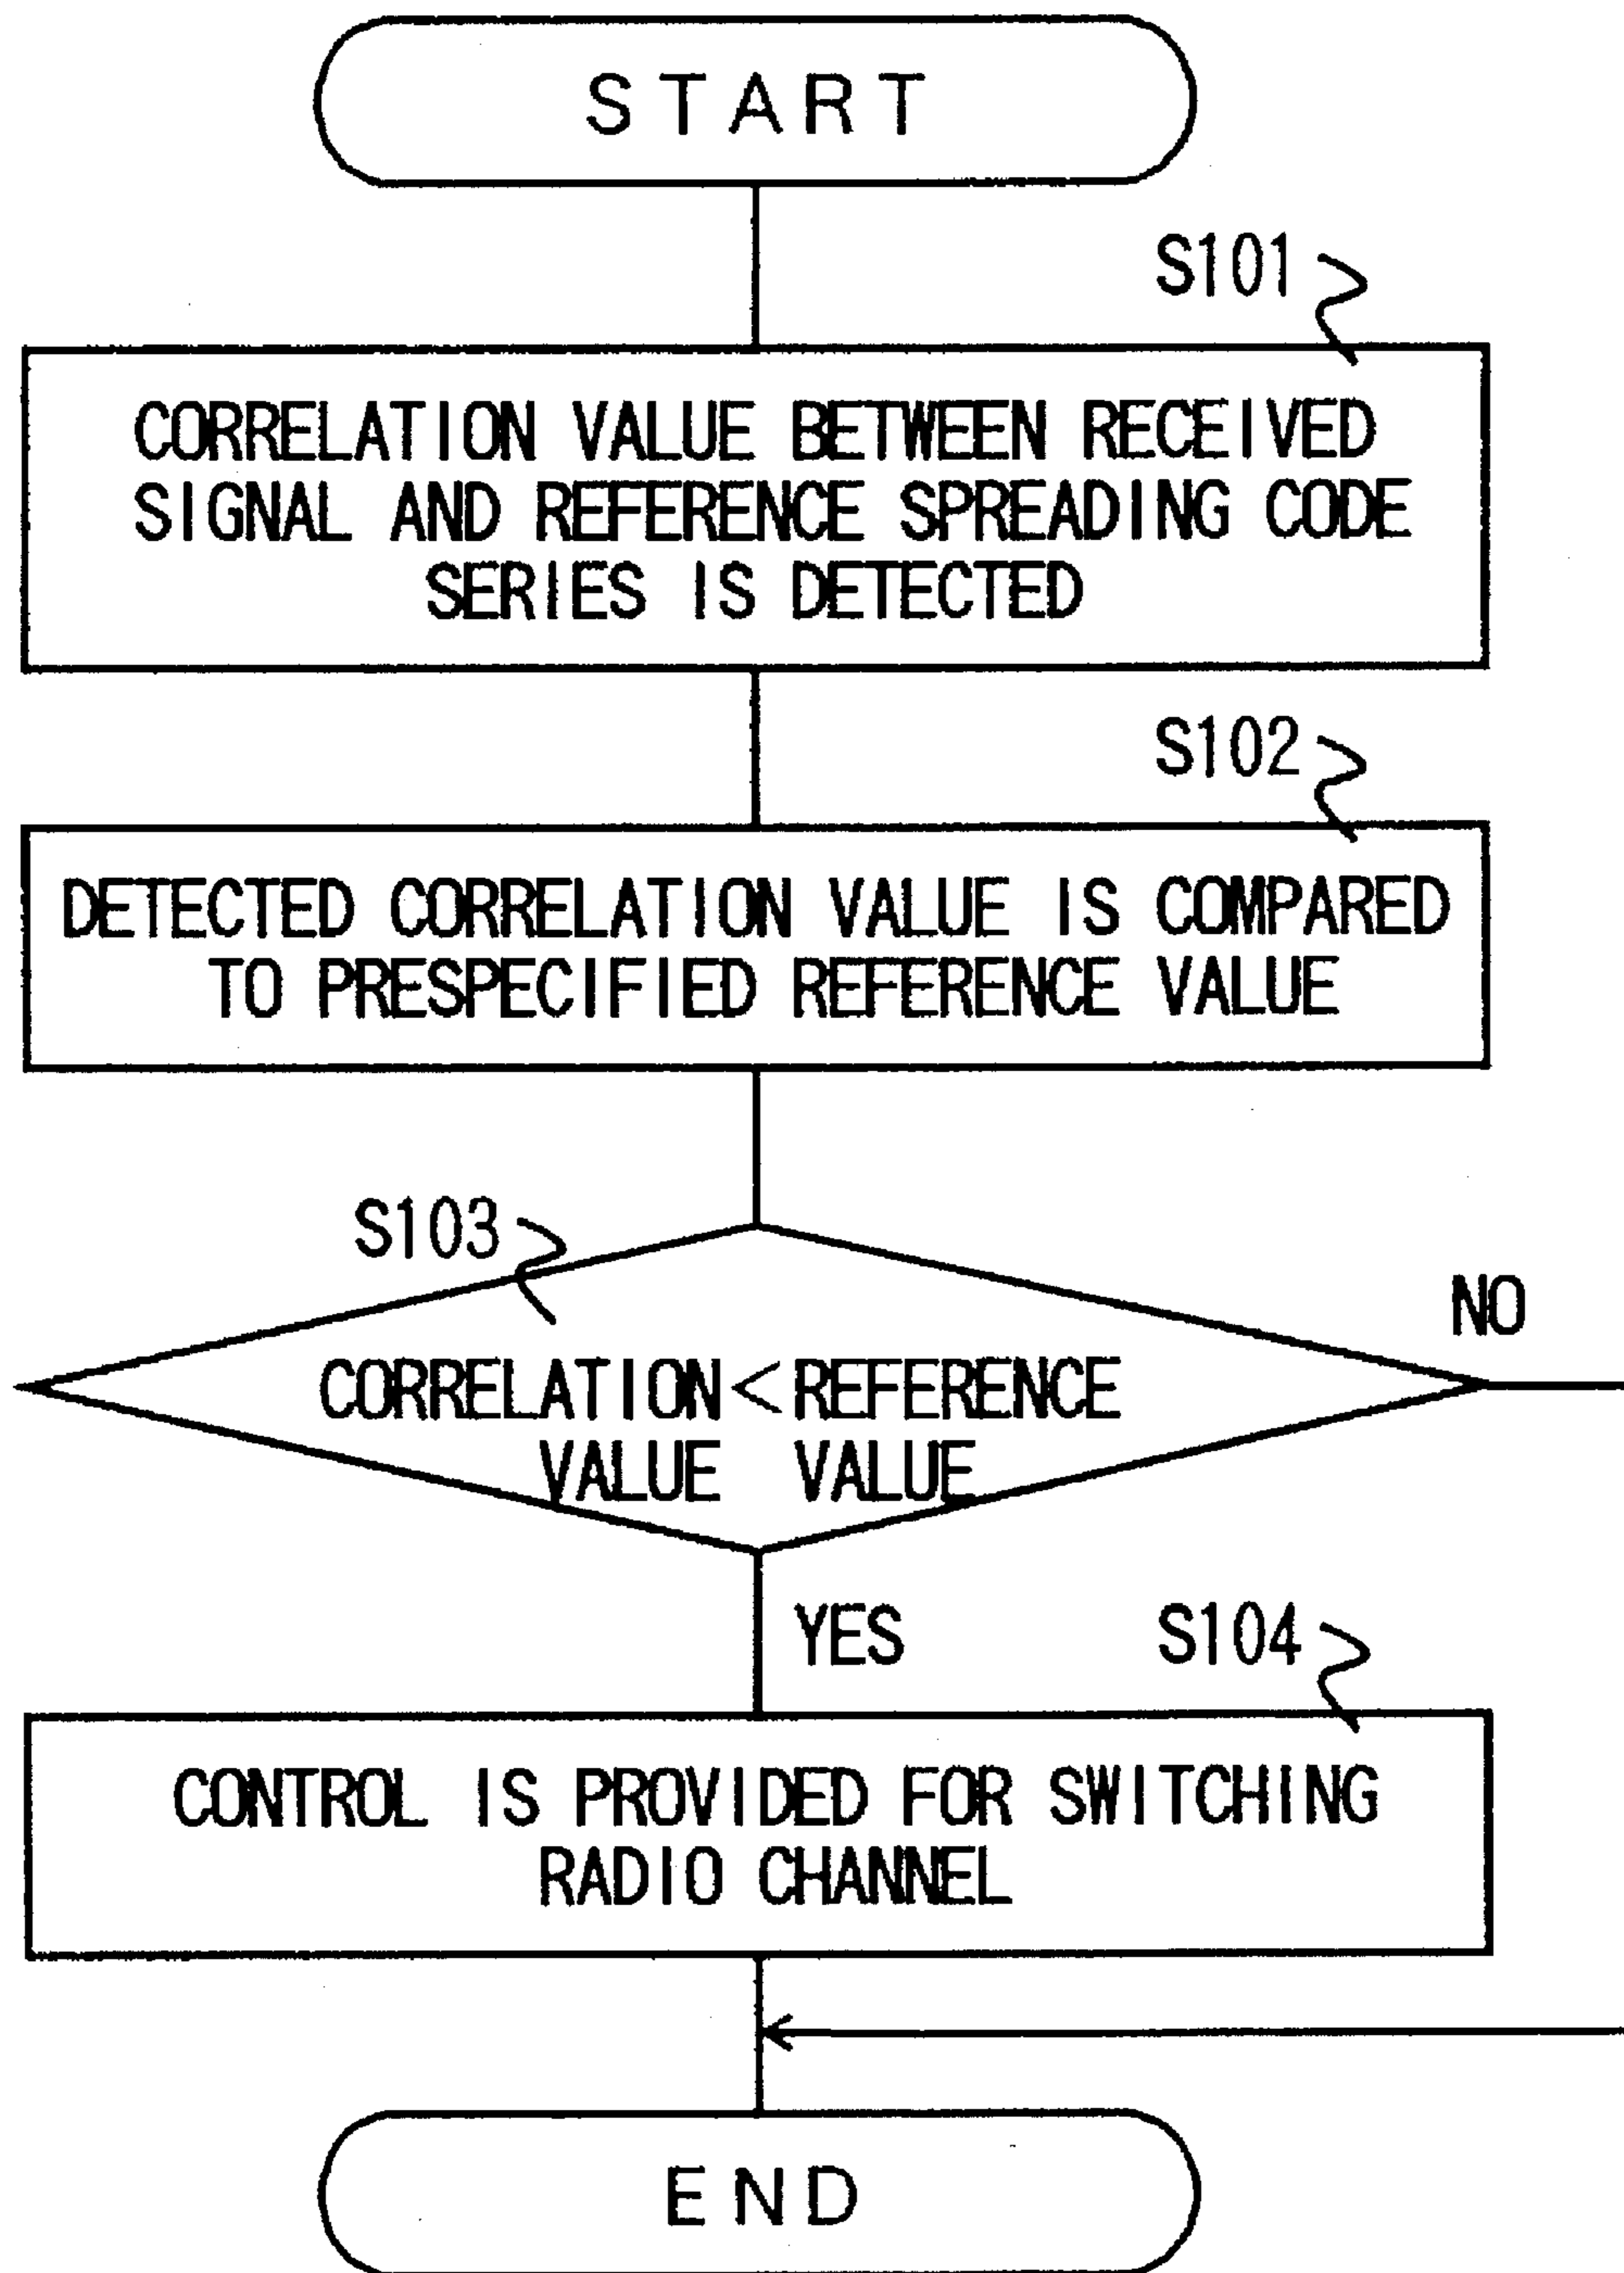 START
S101
CORRELATION VALUE BETWEEN RECEIVED
SIGNAL AND REFERENCE SPREADING CODE
SERIES IS DETECTED
S102
DETECTED CORRELATION VALUE IS COMPARED
TO PRESPECIFIED REFERENCE VALUE
S103
NO
CORRELATION<REFERENCE
VALUE VALUE
YES
S104
CONTROL IS PROVIDED FOR SWITCHING
RADIO CHANNEL
END